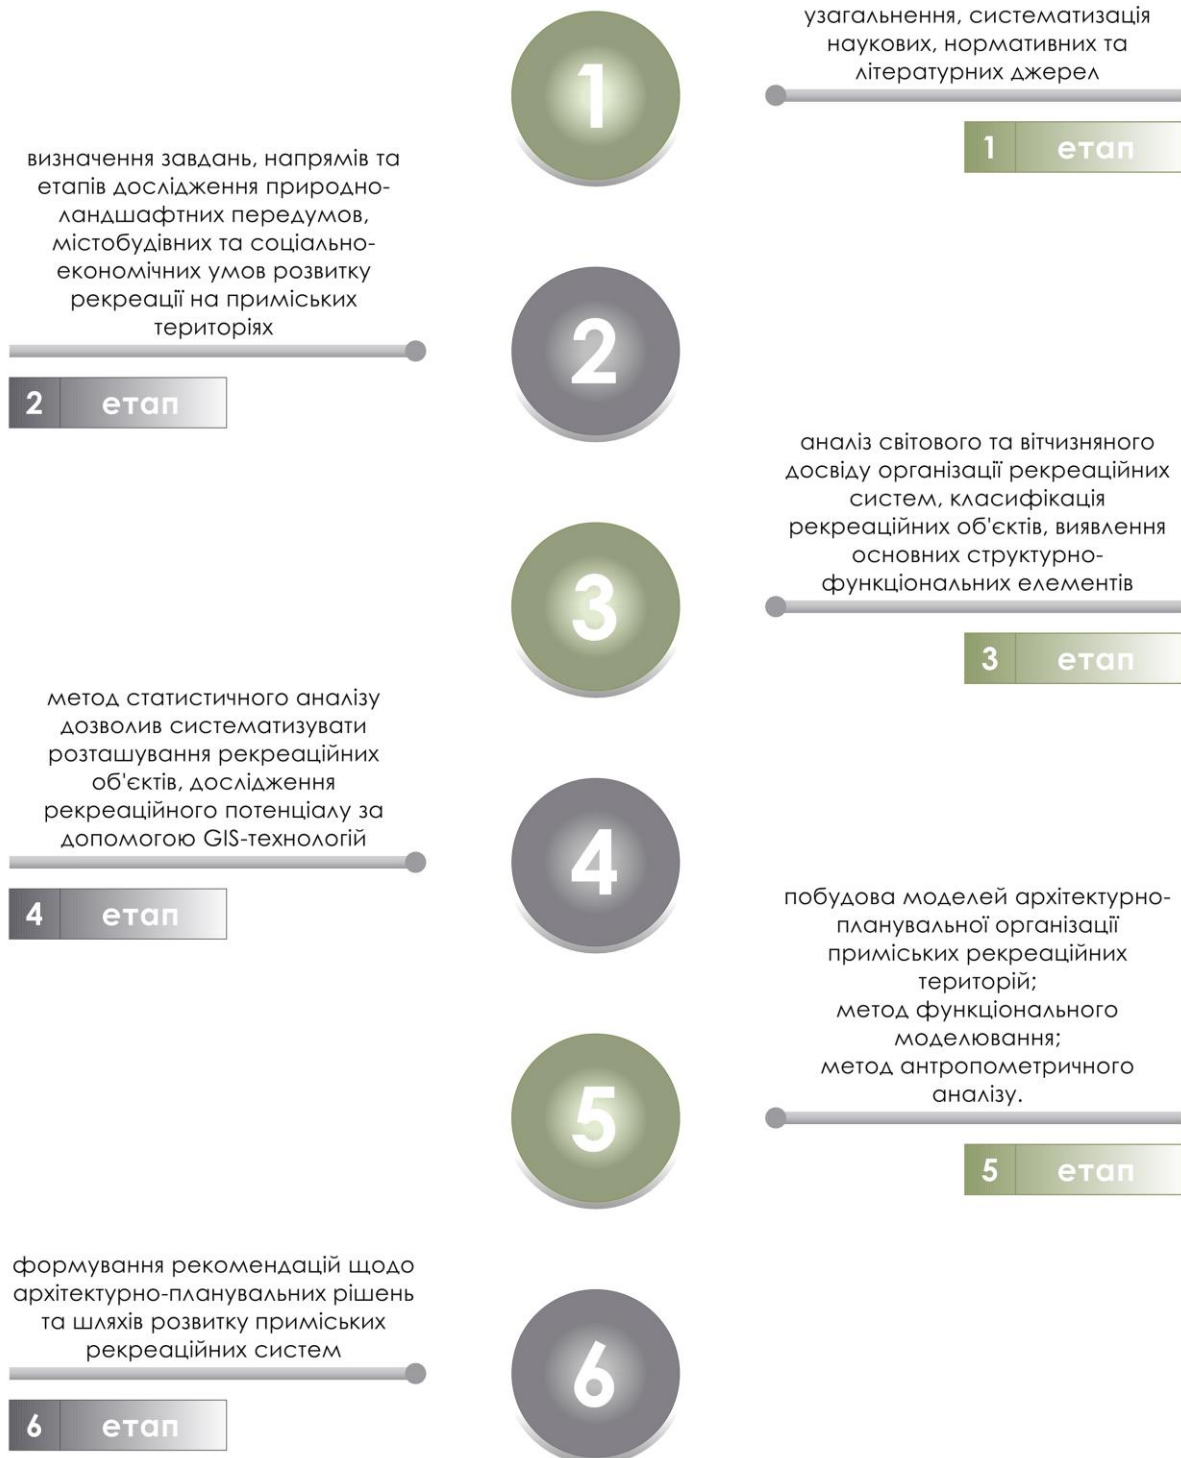 узагальнення, систематизація
наукових, нормативних та
літературних джерел
1
1 етап
визначення завдань, напрямів та
етапів дослідження природно-
ландшафтних передумов,
містобудівних та соціально-
економічних умов розвитку
рекреації на приміських
територіях
2
2 етап
аналіз світового та вітчизняного
досвіду організації рекреаційних
систем, класифікація
рекреаційних об'єктів, виявлення
основних структурно-
функціональних елементів
3
3 етап
метод статистичного аналізу
дозволив систематизувати
розташування рекреаційних
об'єктів, дослідження
рекреаційного потенціалу за
допомогою GIS-технологій
4
4 етап
побудова моделей архітектурно-
планувальної організації
приміських рекреаційних
територій;
метод функціонального
моделювання;
метод антропометричного
аналізу.
5
5 етап
формування рекомендацій щодо
архітектурно-планувальних рішень
та шляхів розвитку приміських
рекреаційних систем
6
6 етап